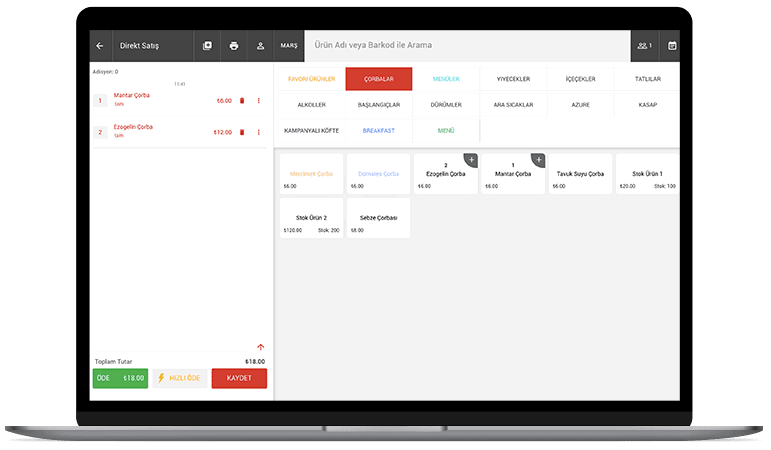 Direkt Satış
MARŞ
Ürün Adı veya Barkod ile Arama
1
Adisyon: 0
11:41
1 Mantar Çorba ₺6.00
tam
2 Ezogelin Çorba ₺12.00
tam
Toplam Tutar ₺18.00
ÖDE ₺18.00
HIZLI ÖDE
KAYDET
FAVORİ ÜRÜNLER
ÇORBALAR
MENÜLER
YİYECEKLER
İÇEÇEKLER
TATLILAR
ALKOLLER
BAŞLANGIÇLAR
DÜRÜMLER
ARA SICAKLAR
AZURE
KASAP
KAMPANYALI KÖFTE
BREAKFAST
MENÜ
Mercimek Çorba
₺6.00
Domates Çorba
₺6.00
2
Ezogelin Çorba
₺6.00
1
Mantar Çorba
₺6.00
Tavuk Suyu Çorba
₺6.00
Stok Ürün 1
₺20.00 Stok: 100
Stok Ürün 2
₺120.00 Stok: 200
Sebze Çorbası
₺8.00